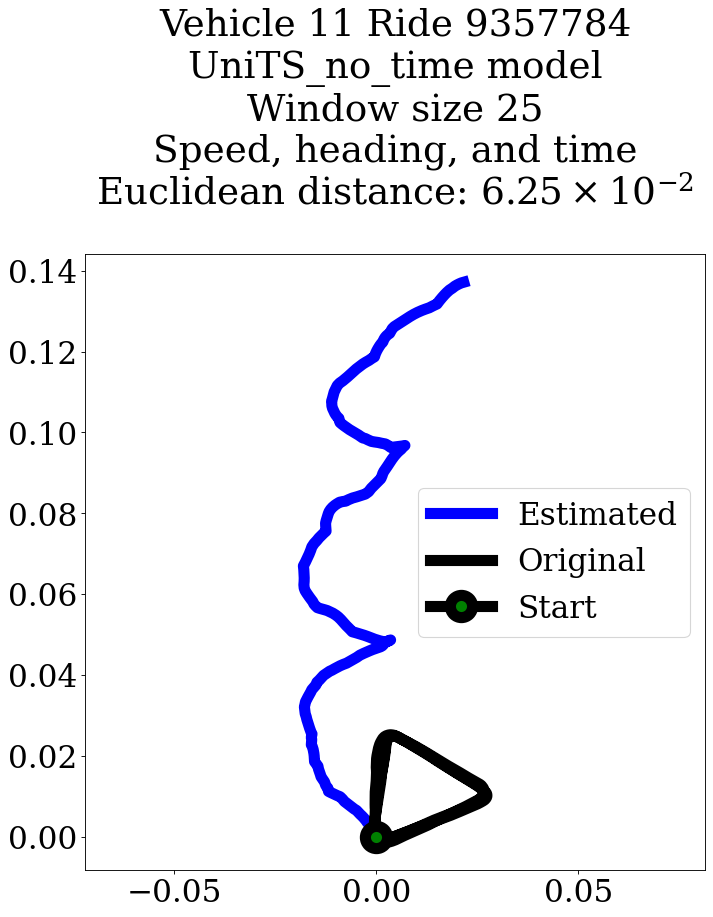 Vehicle 11 Ride 9357784
UniTS_no_time model
Window size 25
Speed, heading, and time
Euclidean distance: 6.25 × 10⁻²
0.14
0.12
0.10
0.08
0.06
0.04
0.02
0.00
Estimated
Original
Start
−0.05
0.00
0.05